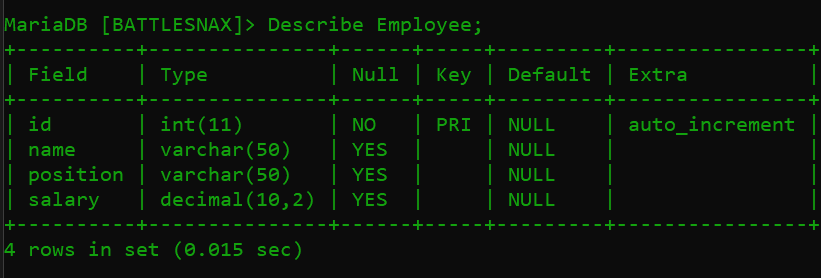 MariaDB [BATTLESNAX]> Describe Employee;
+----------+---------------+------+-----+---------+----------------+
| Field    | Type          | Null | Key | Default | Extra          |
+----------+---------------+------+-----+---------+----------------+
| id       | int(11)       | NO   | PRI | NULL    | auto_increment |
| name     | varchar(50)   | YES  |     | NULL    |                |
| position | varchar(50)   | YES  |     | NULL    |                |
| salary   | decimal(10,2) | YES  |     | NULL    |                |
+----------+---------------+------+-----+---------+----------------+
4 rows in set (0.015 sec)